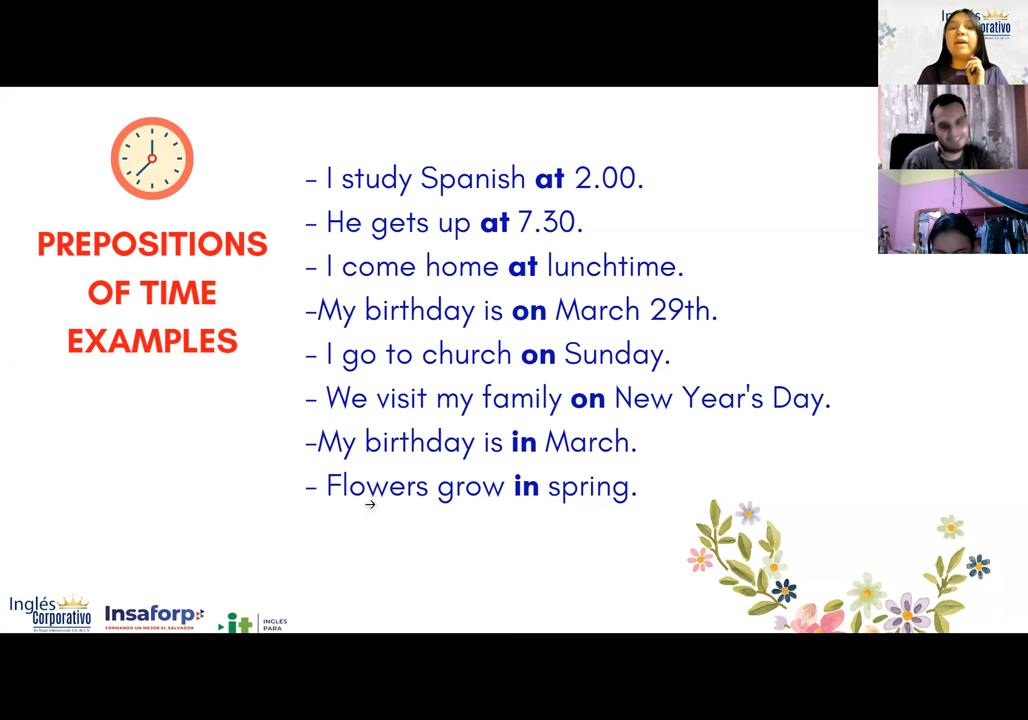 PREPOSITIONS
OF TIME
EXAMPLES
- I study Spanish at 2.00.
- He gets up at 7.30.
- I come home at lunchtime.
-My birthday is on March 29th.
- I go to church on Sunday.
- We visit my family on New Year's Day.
-My birthday is in March.
- Flowers grow in spring.
Inglés
Corporativo
Insaforp
FORMANDO UN MEJOR EL SALVADOR
it
INGLÉS
PARA